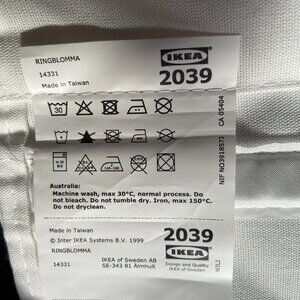 RINGBLOMMA
IKEA
14331
2039
Made in Taiwan
30
Australia:
Machine wash, max 30°C, normal process. Do
not bleach. Do not tumble dry. Iron, max 150°C.
Do not dryclean.
NIF NO391857J CA 05404
Made in Taiwan
2039
© Inter IKEA Systems B.V. 1999
IKEA
RINGBLOMMA
14331
IKEA of Sweden AB
SE-343 81 Älmhult
Design and Quality
IKEA of Sweden